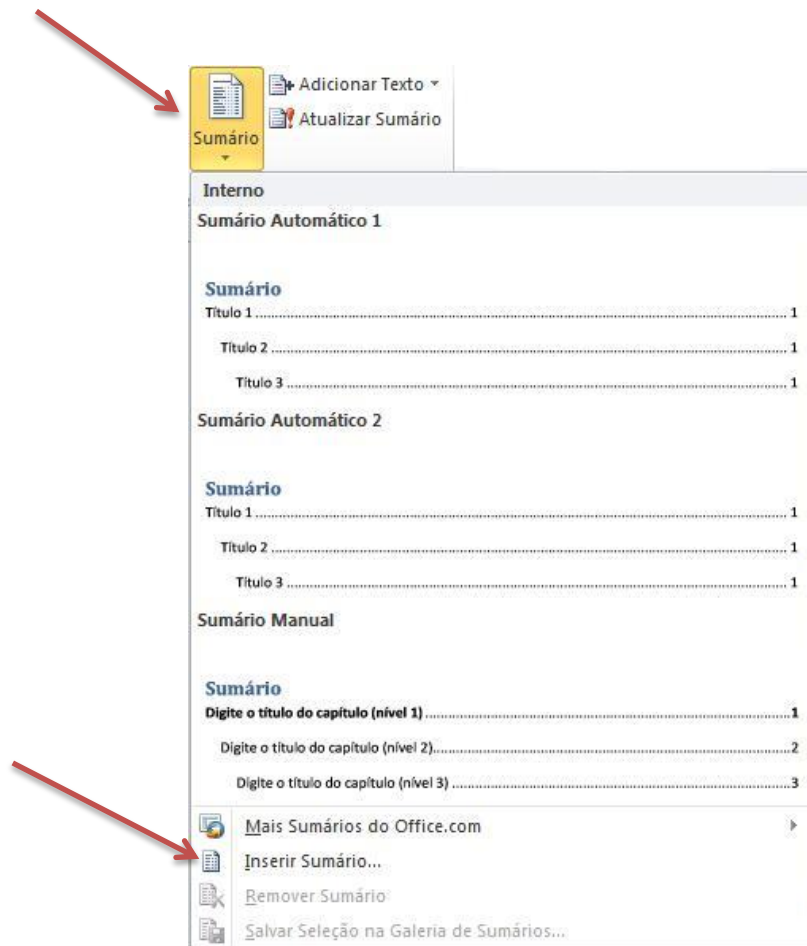 Adicionar Texto
Atualizar Sumário
Sumário
Interno
Sumário Automático 1
Sumário
Título 1 ........ 1
Título 2 ........ 1
Título 3 ........ 1
Sumário Automático 2
Sumário
Título 1 ........ 1
Título 2 ........ 1
Título 3 ........ 1
Sumário Manual
Sumário
Digite o título do capítulo (nível 1) ........ 1
Digite o título do capítulo (nível 2) ........ 2
Digite o título do capítulo (nível 3) ........ 3
Mais Sumários do Office.com
Inserir Sumário...
Remover Sumário
Salvar Seleção na Galeria de Sumários...